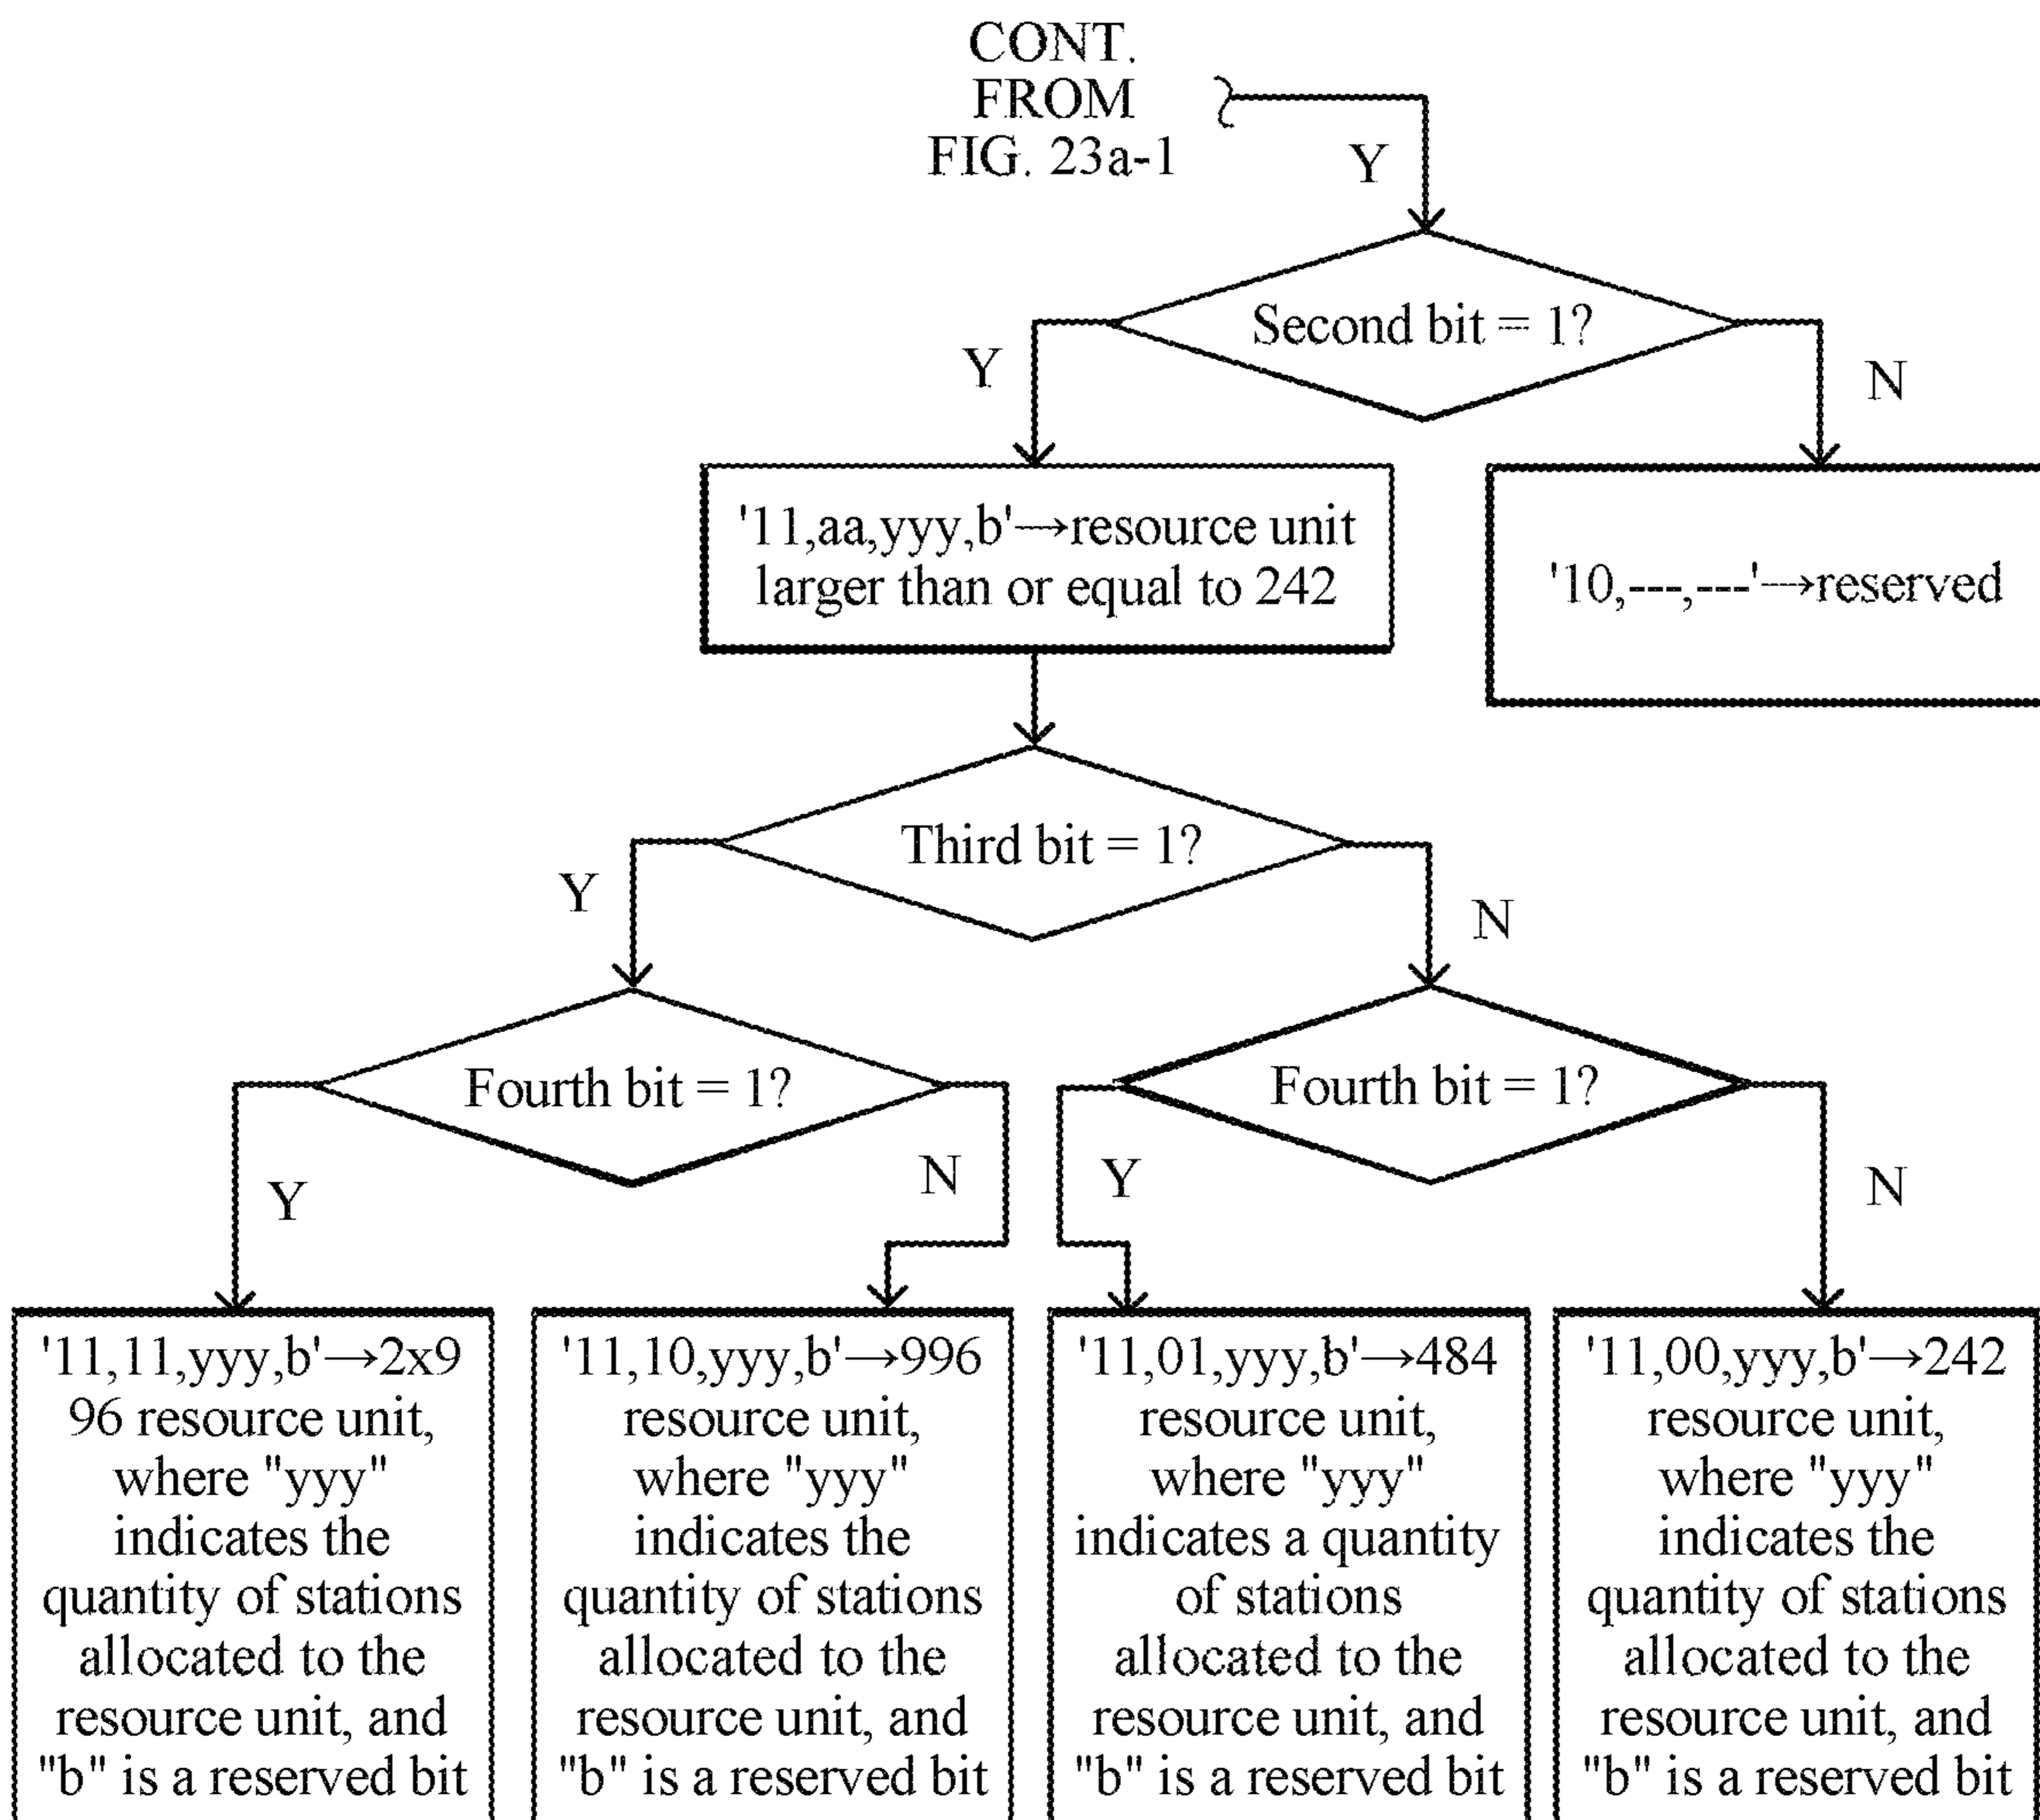 CONT.
FROM
FIG. 23a-1
Y
Second bit = 1?
Y
N
'11,aa,yyy,b'→resource unit
larger than or equal to 242
'10,---,---'→reserved
Third bit = 1?
Y
N
Fourth bit = 1?
Fourth bit = 1?
Y
N
Y
N
'11,11,yyy,b'→2x9
96 resource unit,
where "yyy"
indicates the
quantity of stations
allocated to the
resource unit, and
"b" is a reserved bit
'11,10,yyy,b'→996
resource unit,
where "yyy"
indicates the
quantity of stations
allocated to the
resource unit, and
"b" is a reserved bit
'11,01,yyy,b'→484
resource unit,
where "yyy"
indicates a quantity
of stations
allocated to the
resource unit, and
"b" is a reserved bit
'11,00,yyy,b'→242
resource unit,
where "yyy"
indicates the
quantity of stations
allocated to the
resource unit, and
"b" is a reserved bit